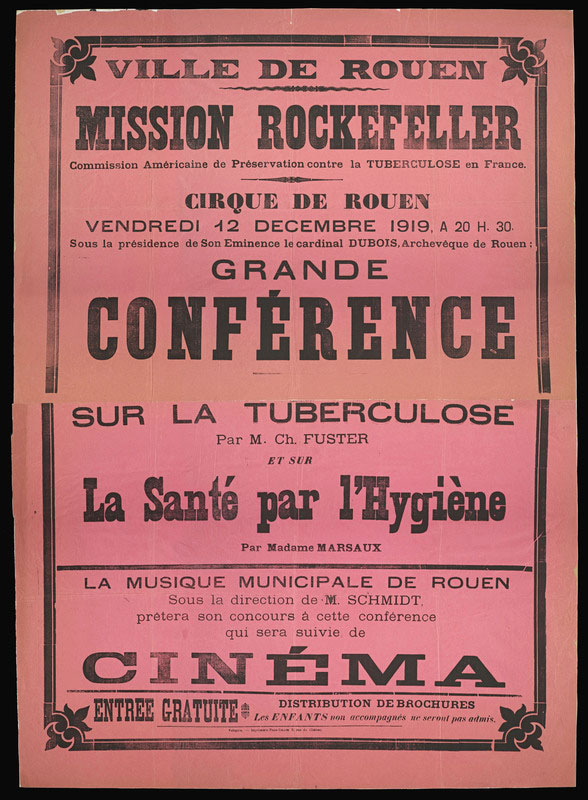 VILLE DE ROUEN
MISSION ROCKEFELLER
Commission Américaine de Préservation contre la TUBERCULOSE en France.
CIRQUE DE ROUEN
VENDREDI 12 DECEMBRE 1919, A 20 H. 30.
Sous la présidence de Son Eminence le cardinal DUBOIS, Archevêque de Rouen :
GRANDE
CONFÉRENCE
SUR LA TUBERCULOSE
Par M. Ch. FUSTER
ET SUR
La Santé par l'Hygiène
Par Madame MARSAUX
LA MUSIQUE MUNICIPALE DE ROUEN
Sous la direction de M. SCHMIDT,
prêtera son concours à cette conférence
qui sera suivie de
CINÉMA
ENTREE GRATUITE
DISTRIBUTION DE BROCHURES
Les ENFANTS non accompagnés ne seront pas admis.